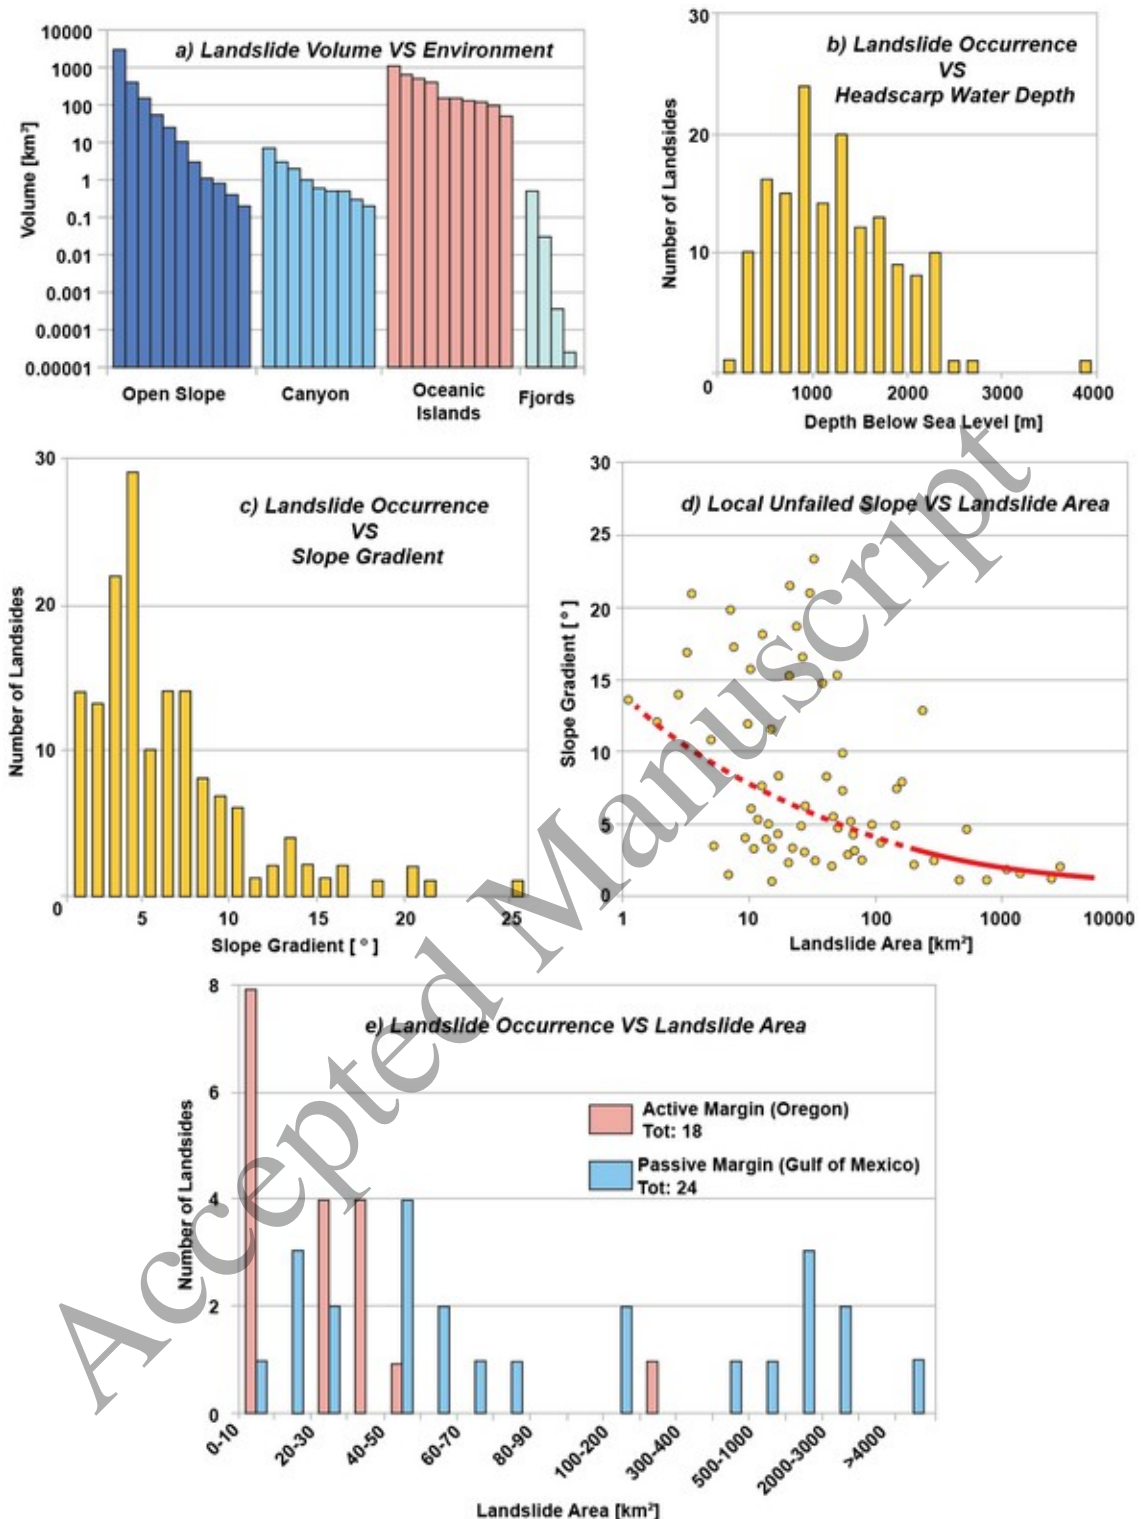 a) Landslide Volume VS Environment
Volume [km³]
10000
1000
100
10
1
0.1
0.01
0.001
0.0001
0.00001
Open Slope
Canyon
Oceanic
Islands
Fjords
b) Landslide Occurrence
VS
Headscarp Water Depth
Number of Landsides
30
20
10
0
1000
2000
3000
4000
Depth Below Sea Level [m]
c) Landslide Occurrence
VS
Slope Gradient
Number of Landsides
30
20
10
0
5
10
15
20
25
Slope Gradient [ ° ]
d) Local Unfailed Slope VS Landslide Area
Slope Gradient [ ° ]
30
25
20
15
10
5
0
1
10
100
1000
10000
Landslide Area [km²]
e) Landslide Occurrence VS Landslide Area
Number of Landsides
8
6
4
2
0
Active Margin (Oregon)
Tot: 18
Passive Margin (Gulf of Mexico)
Tot: 24
0-10
20-30
40-50
60-70
80-90
100-200
300-400
500-1000
2000-3000
>4000
Landslide Area [km²]
Accepted Manuscript